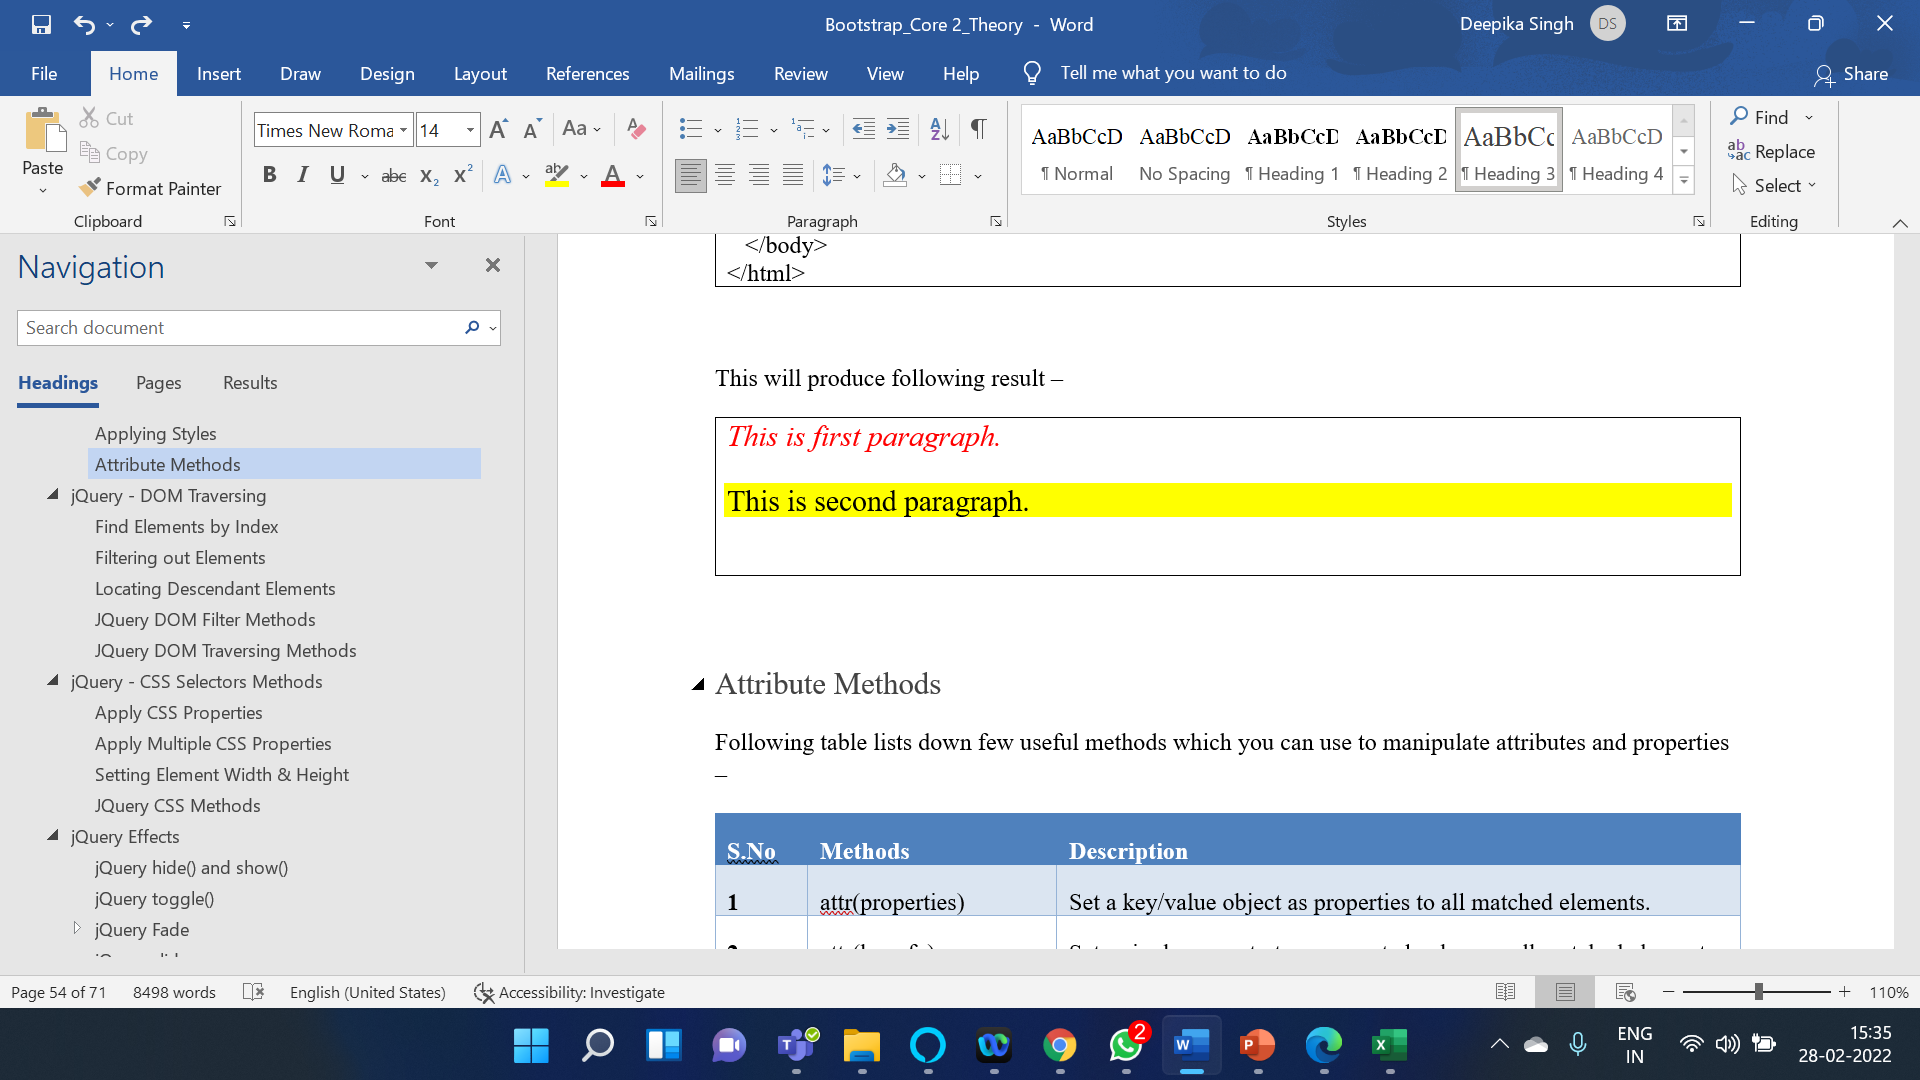 Bootstrap_Core 2_Theory - Word
Deepika Singh
DS
File
Home
Insert
Draw
Design
Layout
References
Mailings
Review
View
Help
Tell me what you want to do
Share
Paste
Cut
Copy
Format Painter
Clipboard
Times New Roma
14
Font
Paragraph
AaBbCcD
¶ Normal
AaBbCcD
No Spacing
AaBbCcD
¶ Heading 1
AaBbCcD
¶ Heading 2
AaBbCc
¶ Heading 3
AaBbCcD
¶ Heading 4
Styles
Find
Replace
Select
Editing
Navigation
Search document
Headings
Pages
Results
Applying Styles
Attribute Methods
jQuery - DOM Traversing
Find Elements by Index
Filtering out Elements
Locating Descendant Elements
JQuery DOM Filter Methods
JQuery DOM Traversing Methods
jQuery - CSS Selectors Methods
Apply CSS Properties
Apply Multiple CSS Properties
Setting Element Width & Height
JQuery CSS Methods
jQuery Effects
jQuery hide() and show()
jQuery toggle()
jQuery Fade
</body>
</html>
This will produce following result –
This is first paragraph.
This is second paragraph.
Attribute Methods
Following table lists down few useful methods which you can use to manipulate attributes and properties
–
S.No Methods Description
1 attr(properties) Set a key/value object as properties to all matched elements.
Page 54 of 71
8498 words
English (United States)
Accessibility: Investigate
110%
2
ENG
IN
15:35
28-02-2022